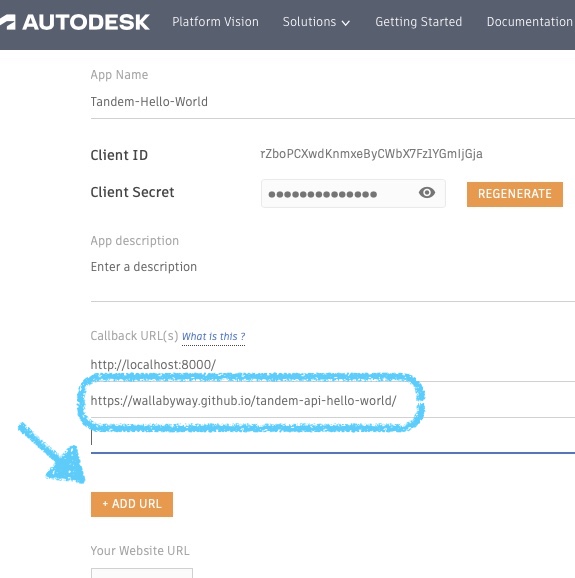 AUTODESK Platform Vision Solutions Getting Started Documentation
App Name
Tandem-Hello-World
Client ID rZboPCXwdKnmxeByCWbX7Fz1YGmIjGja
Client Secret ●●●●●●●●●●●●●● REGENERATE
App description
Enter a description
Callback URL(s) What is this ?
http://localhost:8000/
https://wallabyway.github.io/tandem-api-hello-world/
+ ADD URL
Your Website URL